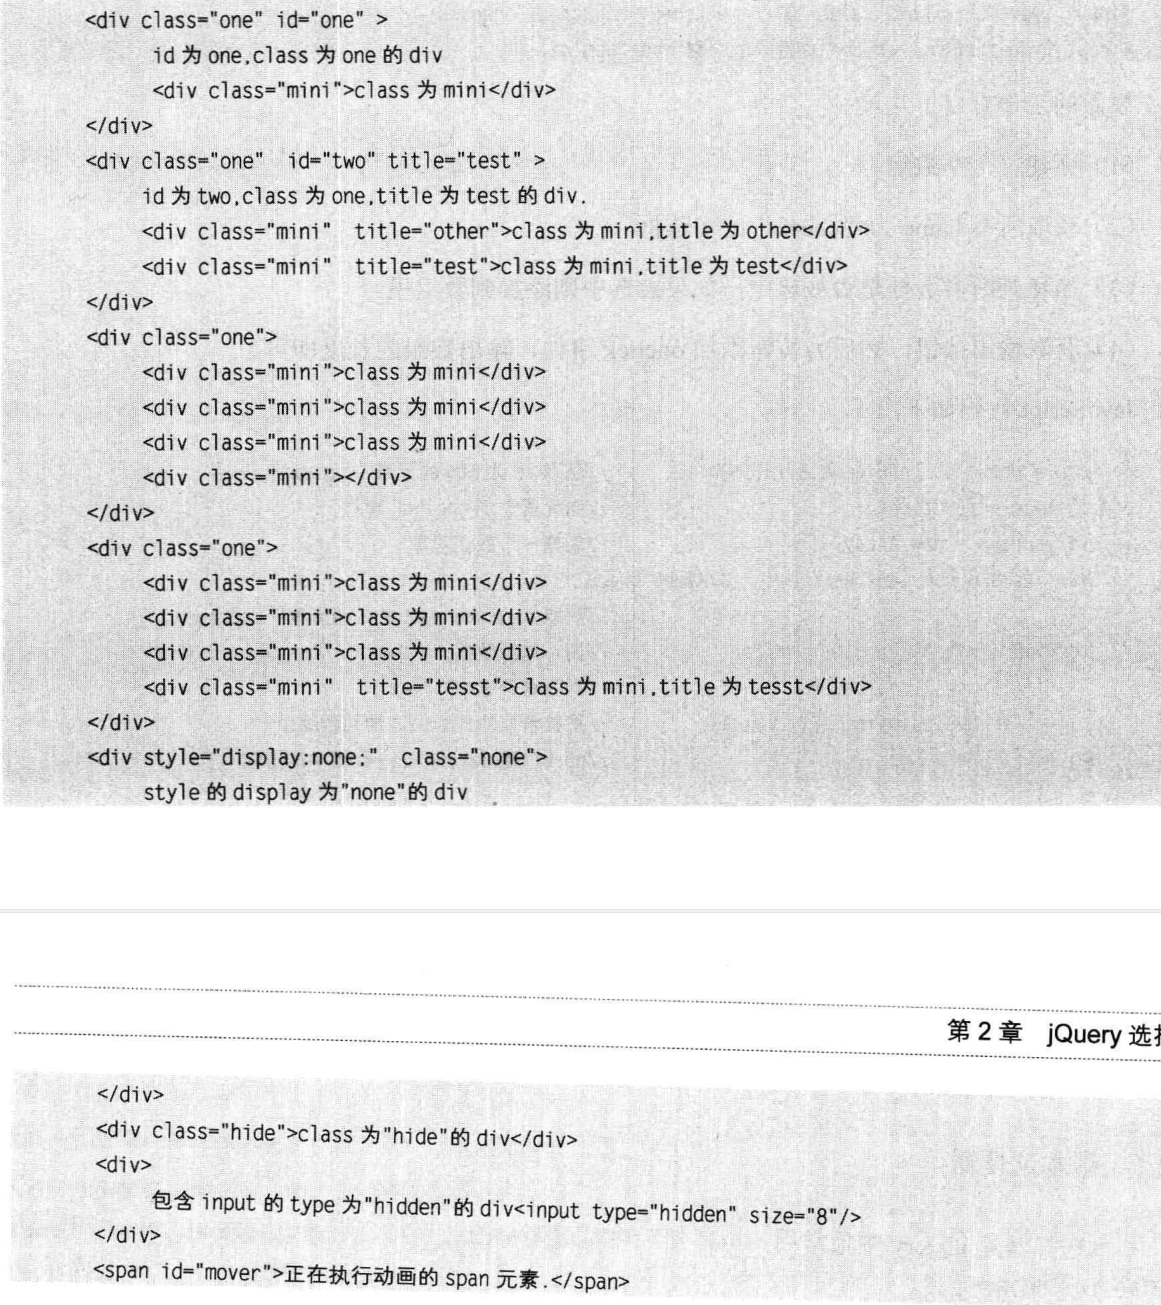 <div class="one" id="one" >
id 为 one,class 为 one 的 div
<div class="mini">class 为 mini</div>
</div>
<div class="one" id="two" title="test" >
id 为 two,class 为 one,title 为 test 的 div.
<div class="mini" title="other">class 为 mini,title 为 other</div>
<div class="mini" title="test">class 为 mini,title 为 test</div>
</div>
<div class="one">
<div class="mini">class 为 mini</div>
<div class="mini">class 为 mini</div>
<div class="mini">class 为 mini</div>
<div class="mini"></div>
</div>
<div class="one">
<div class="mini">class 为 mini</div>
<div class="mini">class 为 mini</div>
<div class="mini">class 为 mini</div>
<div class="mini" title="tesst">class 为 mini,title 为 tesst</div>
</div>
<div style="display:none;" class="none">
style 的 display 为"none"的 div
第 2 章 jQuery 选
</div>
<div class="hide">class 为"hide"的 div</div>
<div>
包含 input 的 type 为"hidden"的 div<input type="hidden" size="8"/>
</div>
<span id="mover">正在执行动画的 span 元素.</span>